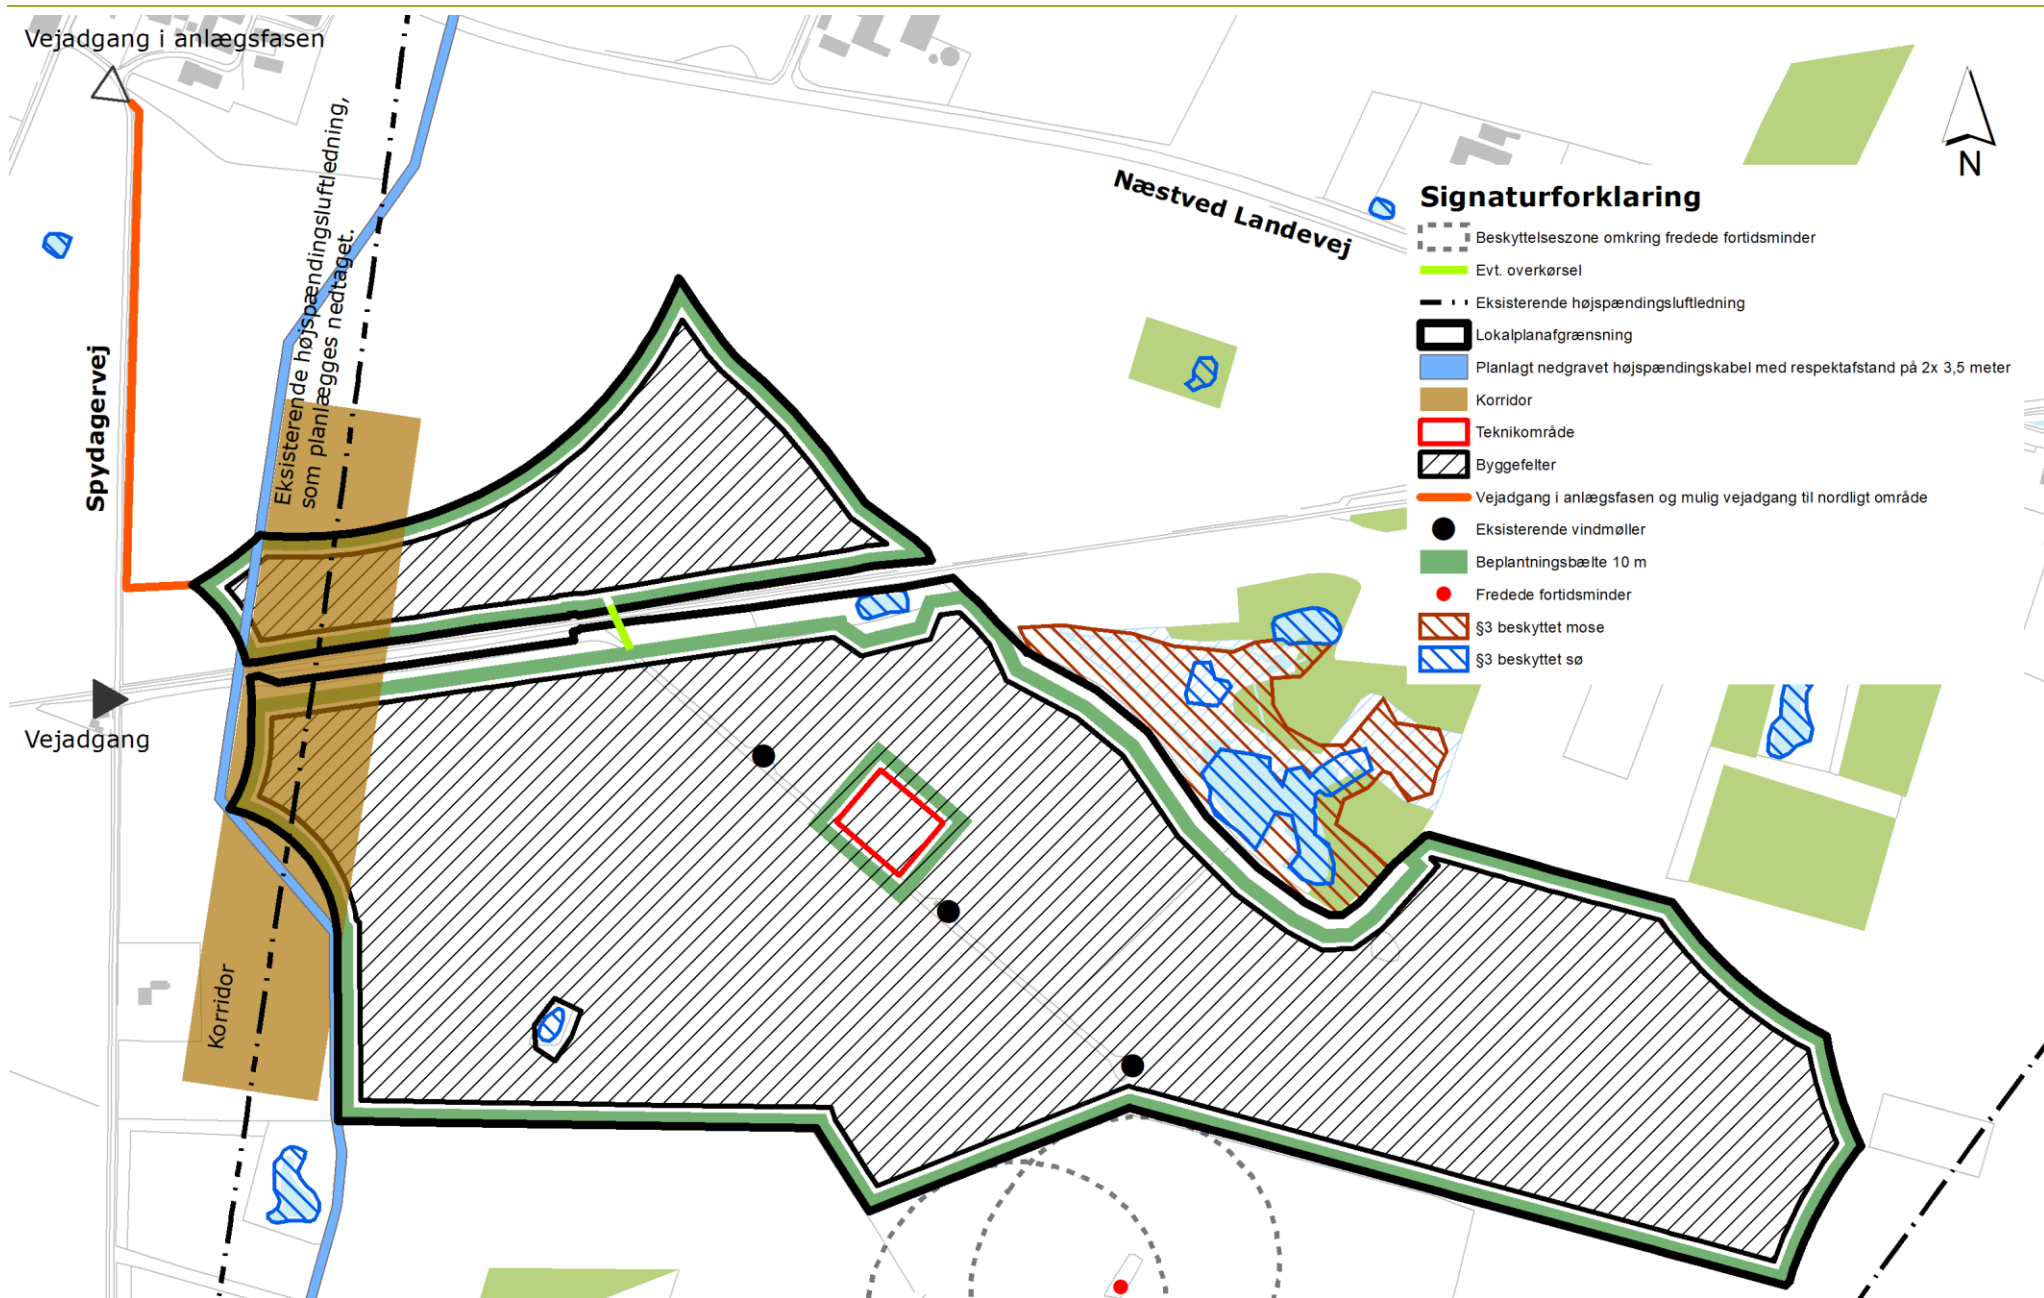 Vejadgang i anlægsfasen
Eksisterende højspændingsluftledning,
som planlægges nedtaget.
Næstved Landevej
N
Spydagervej
Vejadgang
Korridor
Signaturforklaring
Beskyttelseszone omkring fredede fortidsminder
Evt. overkørsel
Eksisterende højspændingsluftledning
Lokalplanafgrænsning
Planlagt nedgravet højspændingskabel med respektafstand på 2x 3,5 meter
Korridor
Teknikområde
Byggefelter
Vejadgang i anlægsfasen og mulig vejadgang til nordligt område
Eksisterende vindmøller
Beplantningsbælte 10 m
Fredede fortidsminder
§3 beskyttet mose
§3 beskyttet sø